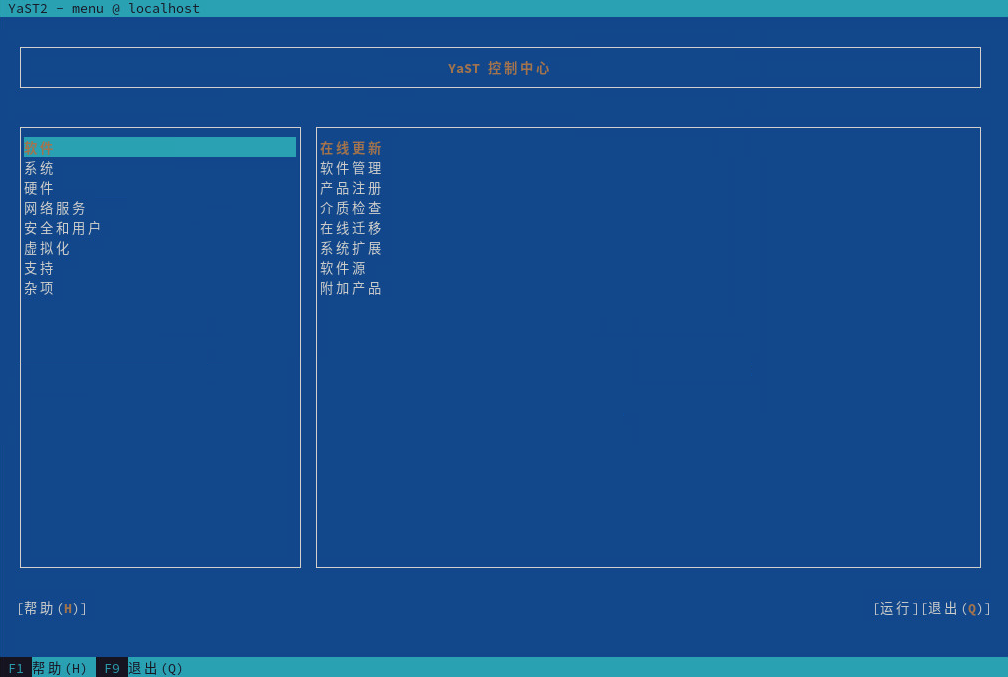 YaST2 - menu @ localhost
YaST 控制中心
软件
系统
硬件
网络服务
安全和用户
虚拟化
支持
杂项
在线更新
软件管理
产品注册
介质检查
在线迁移
系统扩展
软件源
附加产品
[帮助(H)]
[运行][退出(Q)]
F1 帮助(H) F9 退出(Q)